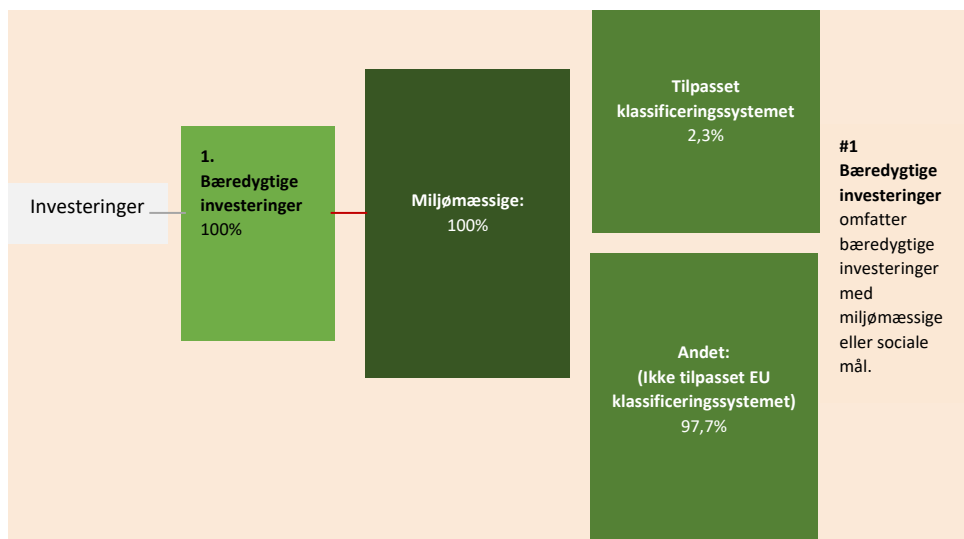 Investeringer
1.
Bæredygtige
investeringer
100%
Miljømæssige:
100%
Tilpasset
klassificeringssystemet
2,3%
Andet:
(Ikke tilpasset EU
klassificeringssystemet)
97,7%
#1
Bæredygtige
investeringer
omfatter
bæredygtige
investeringer
med
miljømæssige
eller sociale
mål.